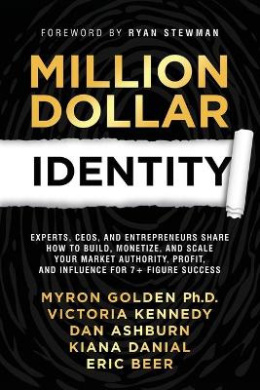 FOREWORD BY RYAN STEWMAN
MILLION
DOLLAR
IDENTITY
EXPERTS, CEOS, AND ENTREPRENEURS SHARE
HOW TO BUILD, MONETIZE, AND SCALE
YOUR MARKET AUTHORITY, PROFIT,
AND INFLUENCE FOR 7+ FIGURE SUCCESS
MYRON GOLDEN Ph.D.
VICTORIA KENNEDY
DAN ASHBURN
KIANA DANIAL
ERIC BEER